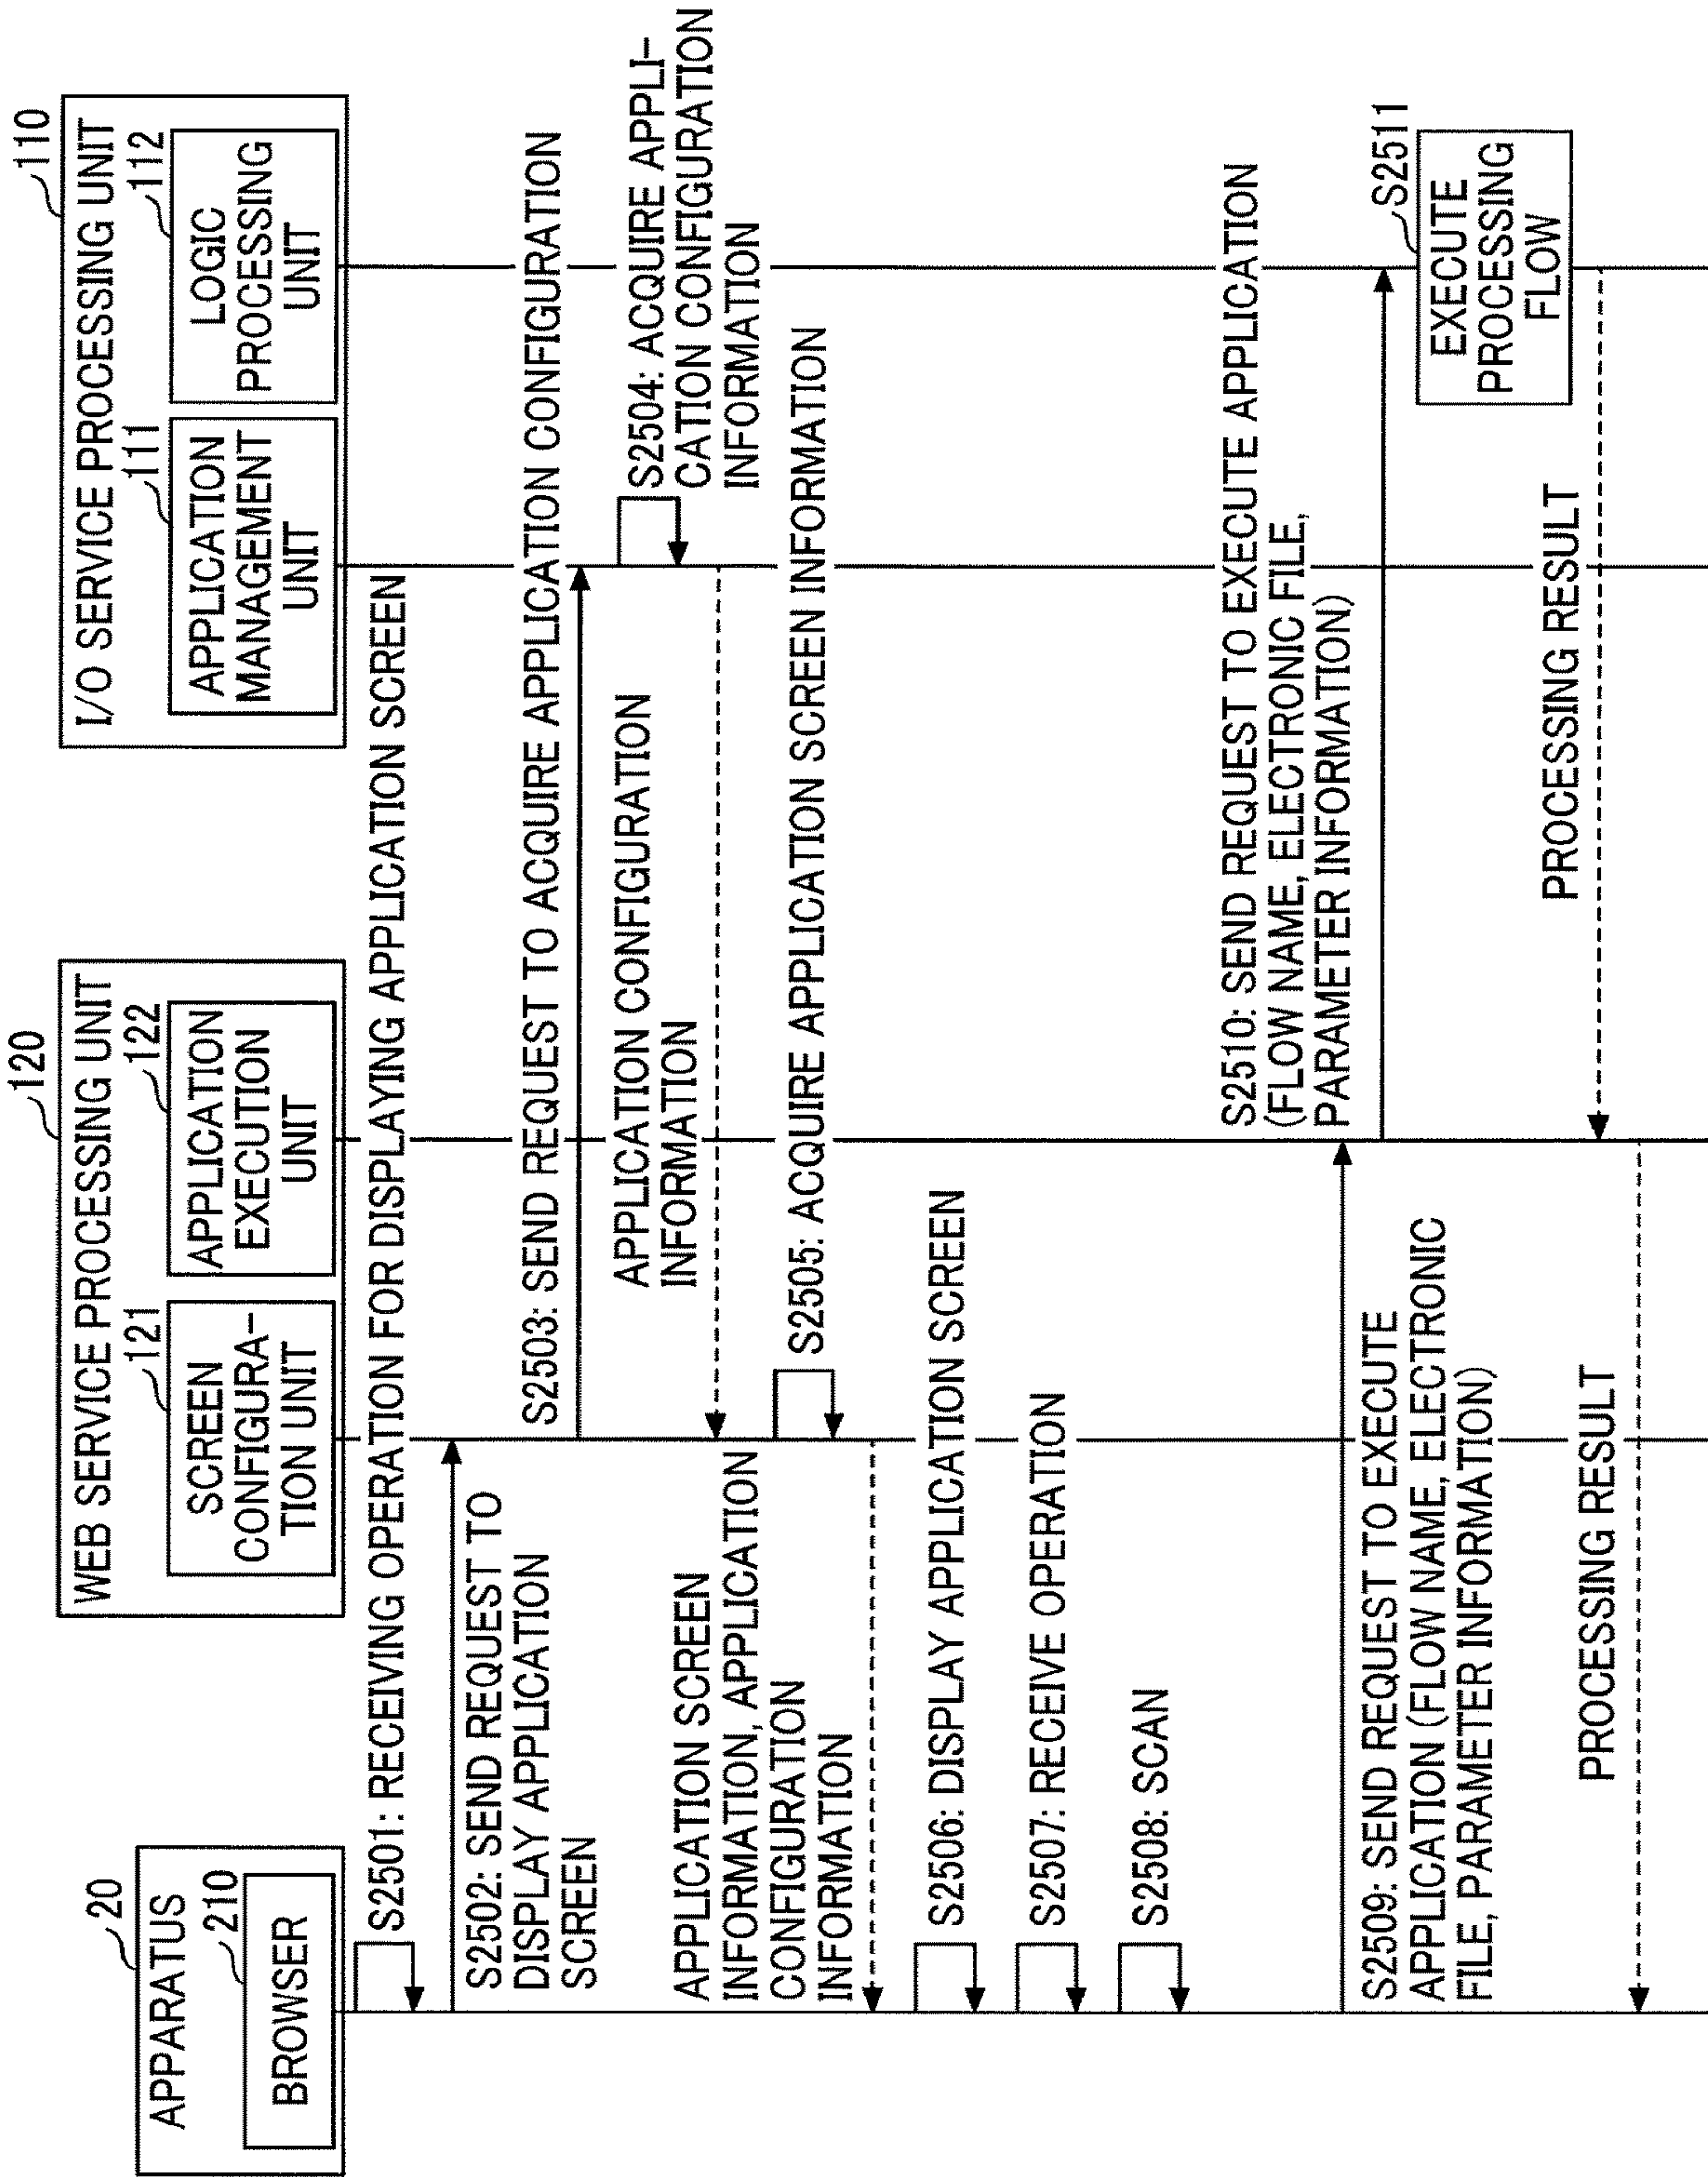 APPARATUS
20
BROWSER
210
WEB SERVICE PROCESSING UNIT
120
SCREEN
CONFIGURA-
TION UNIT
121
APPLICATION
EXECUTION
UNIT
122
I/O SERVICE PROCESSING UNIT
110
APPLICATION
MANAGEMENT
UNIT
111
LOGIC
PROCESSING
UNIT
112
S2501: RECEIVING OPERATION FOR DISPLAYING APPLICATION SCREEN
S2502: SEND REQUEST TO
DISPLAY APPLICATION
SCREEN
S2503: SEND REQUEST TO ACQUIRE APPLICATION CONFIGURATION
S2504: ACQUIRE APPLI-
CATION CONFIGURATION
INFORMATION
APPLICATION CONFIGURATION
INFORMATION
S2505: ACQUIRE APPLICATION SCREEN INFORMATION
APPLICATION SCREEN
INFORMATION, APPLICATION
CONFIGURATION
INFORMATION
S2506: DISPLAY APPLICATION SCREEN
S2507: RECEIVE OPERATION
S2508: SCAN
S2509: SEND REQUEST TO EXECUTE
APPLICATION (FLOW NAME, ELECTRONIC
FILE, PARAMETER INFORMATION)
S2510: SEND REQUEST TO EXECUTE APPLICATION
(FLOW NAME, ELECTRONIC FILE,
PARAMETER INFORMATION)
S2511
EXECUTE
PROCESSING
FLOW
PROCESSING RESULT
PROCESSING RESULT